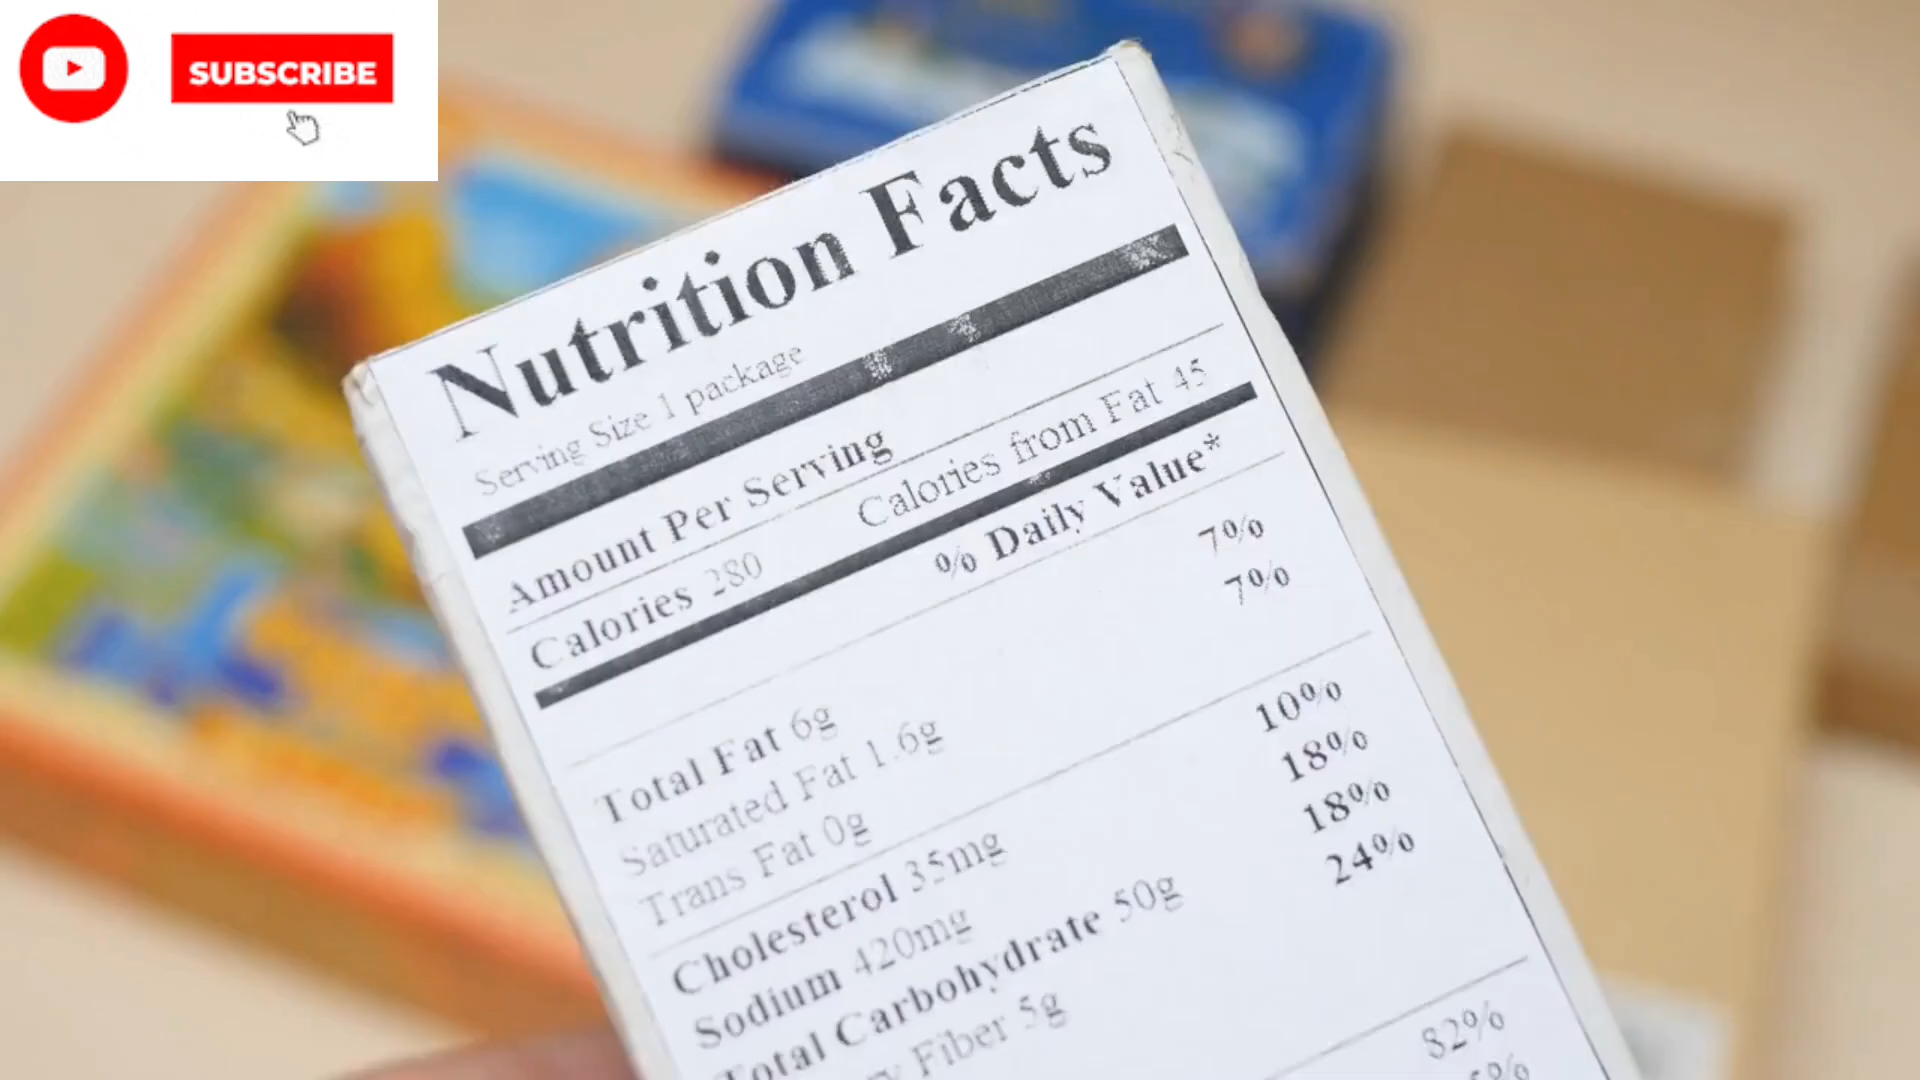 SUBSCRIBE
Nutrition Facts
Serving Size 1 package
Amount Per Serving
Calories 280 Calories from Fat 45
% Daily Value*
Total Fat 6g 7%
Saturated Fat 1.6g 7%
Trans Fat 0g
Cholesterol 35mg 10%
Sodium 420mg 18%
Total Carbohydrate 50g 18%
Fiber 5g 24%
82%